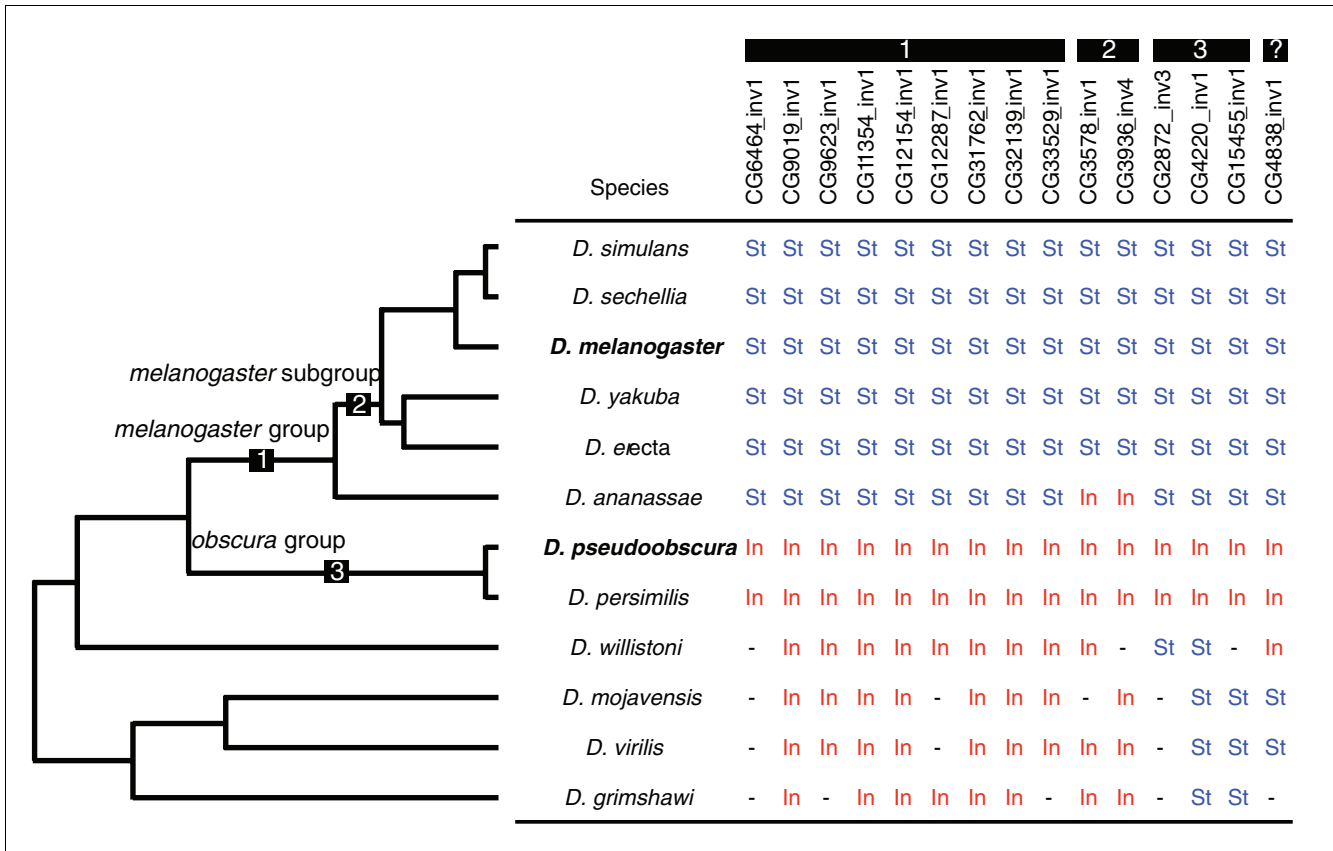 1 2 3 ?
CG6464_inv1 CG9019_inv1 CG9623_inv1 CG11354_inv1 CG12154_inv1 CG12287_inv1 CG31762_inv1 CG32139_inv1 CG33529_inv1 CG3578_inv1 CG3936_inv4 CG2872_inv3 CG4220_inv1 CG15455_inv1 CG4838_inv1
Species
D. simulans St St St St St St St St St St St St St St St
D. sechellia St St St St St St St St St St St St St St St
D. melanogaster St St St St St St St St St St St St St St St
melanogaster subgroup
2
D. yakuba St St St St St St St St St St St St St St St
melanogaster group
1
D. erecta St St St St St St St St St St St St St St St
D. ananassae St St St St St St St St St In In St St St St
obscura group
D. pseudoobscura In In In In In In In In In In In In In In In
3
D. persimilis In In In In In In In In In In In In In In In
D. willistoni - In In In In In In In In In - St St - In
D. mojavensis - In In In In - In In In - In - St St St
D. virilis - In In In In - In In In In In - St St St
D. grimshawi - In - In In In In In - In In - St St -